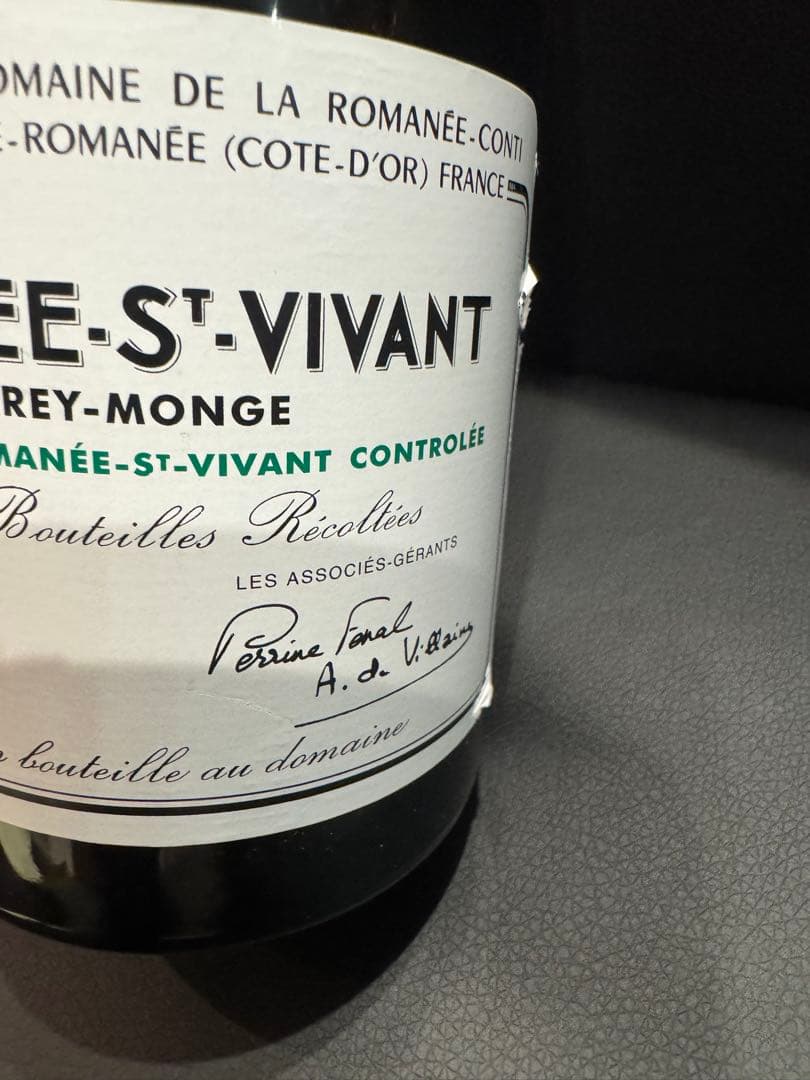 OMAINE DE LA ROMANÉE-CONTI
E-ROMANÉE (COTE-D'OR) FRANCE
ÉE-Sᵀ-VIVANT
REY-MONGE
MANÉE-Sᵀ-VIVANT CONTROLÉE
Bouteilles Récoltées
LES ASSOCIÉS-GÉRANTS
Perrine Fenal
A. de Villaine
bouteille au domaine